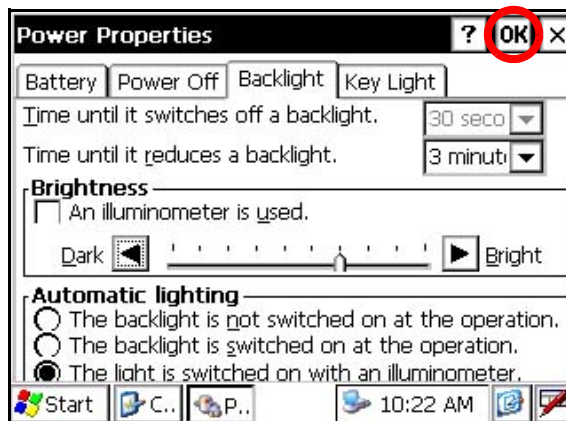 Power Properties ? OK ×
Battery Power Off Backlight Key Light
Time until it switches off a backlight. 30 seco
Time until it reduces a backlight. 3 minut
Brightness
An illuminometer is used.
Dark Bright
Automatic lighting
The backlight is not switched on at the operation.
The backlight is switched on at the operation.
The light is switched on with an illuminometer.
Start C.. P.. 10:22 AM